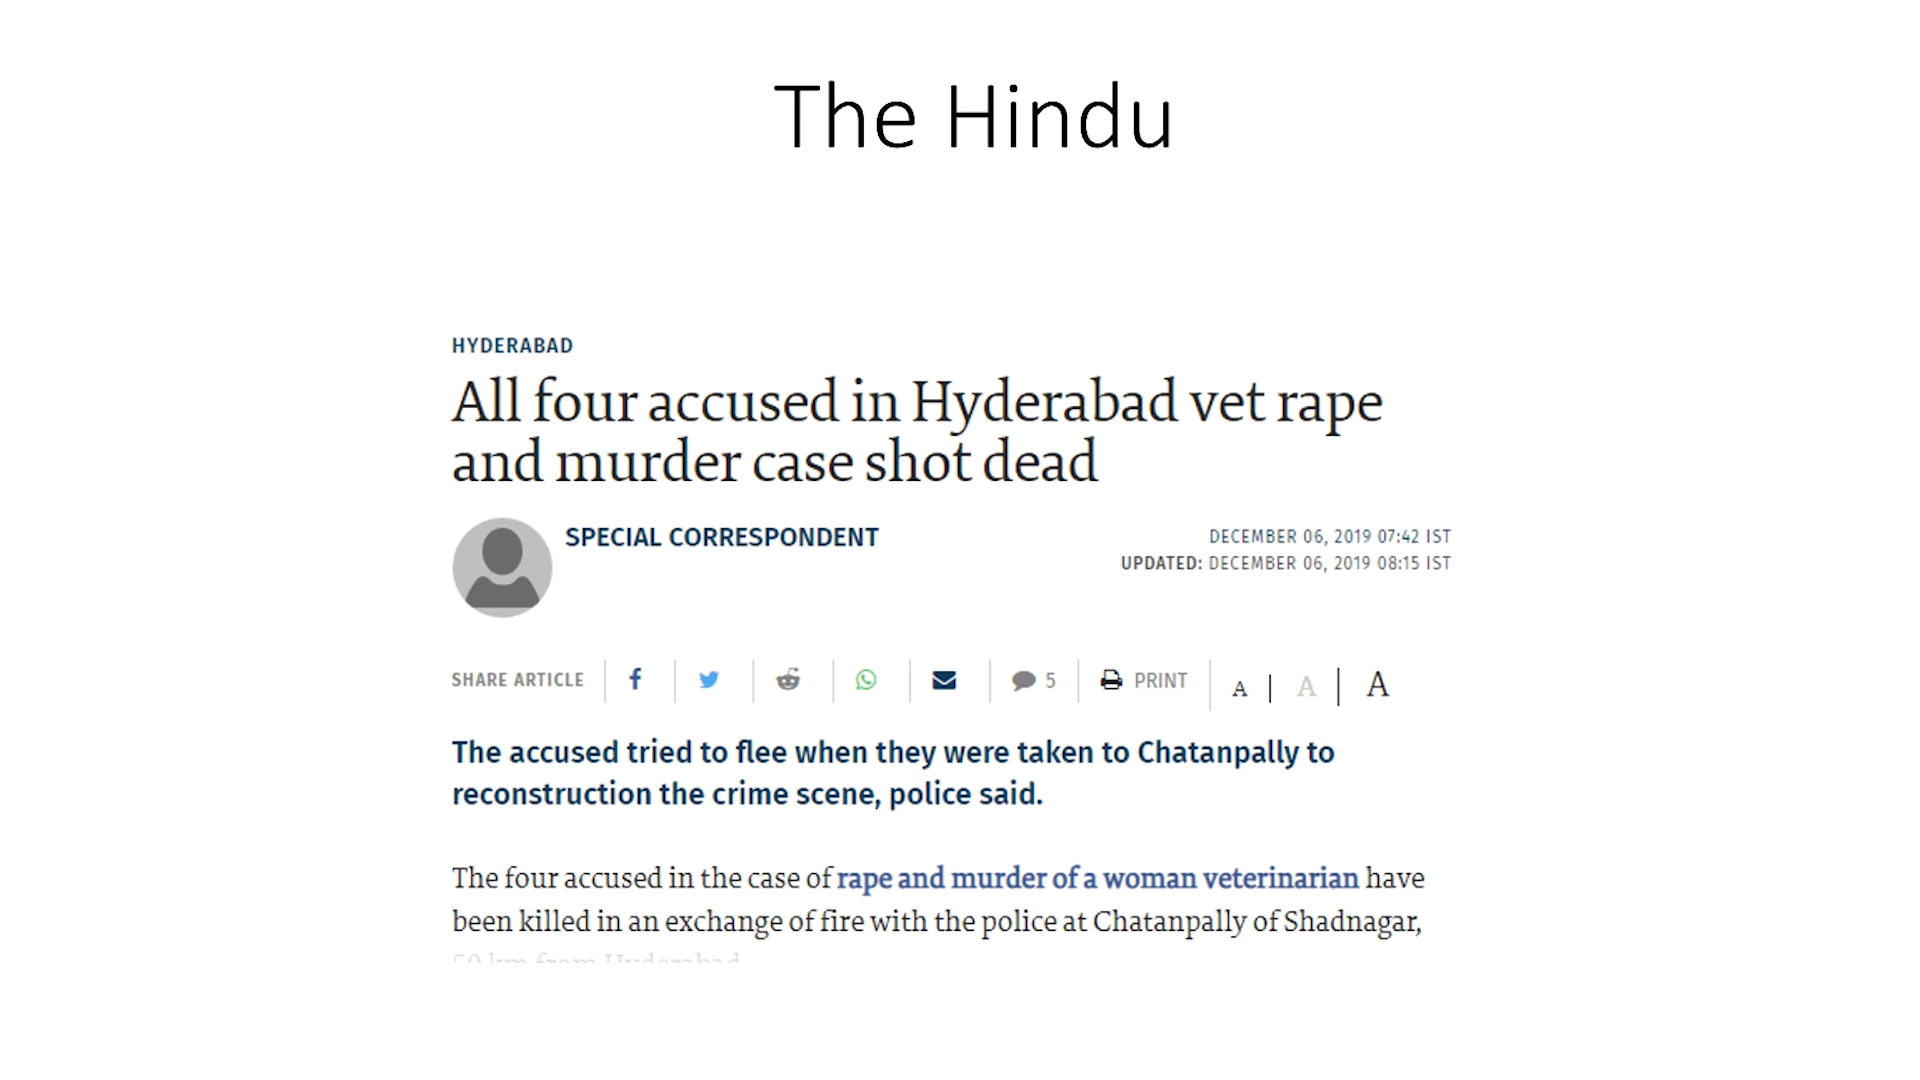 The Hindu
HYDERABAD
All four accused in Hyderabad vet rape
and murder case shot dead
SPECIAL CORRESPONDENT
DECEMBER 06, 2019 07:42 IST
UPDATED: DECEMBER 06, 2019 08:15 IST
SHARE ARTICLE 5 PRINT A | A | A
The accused tried to flee when they were taken to Chatanpally to
reconstruction the crime scene, police said.
The four accused in the case of rape and murder of a woman veterinarian have
been killed in an exchange of fire with the police at Chatanpally of Shadnagar,
50 km from Hyderabad